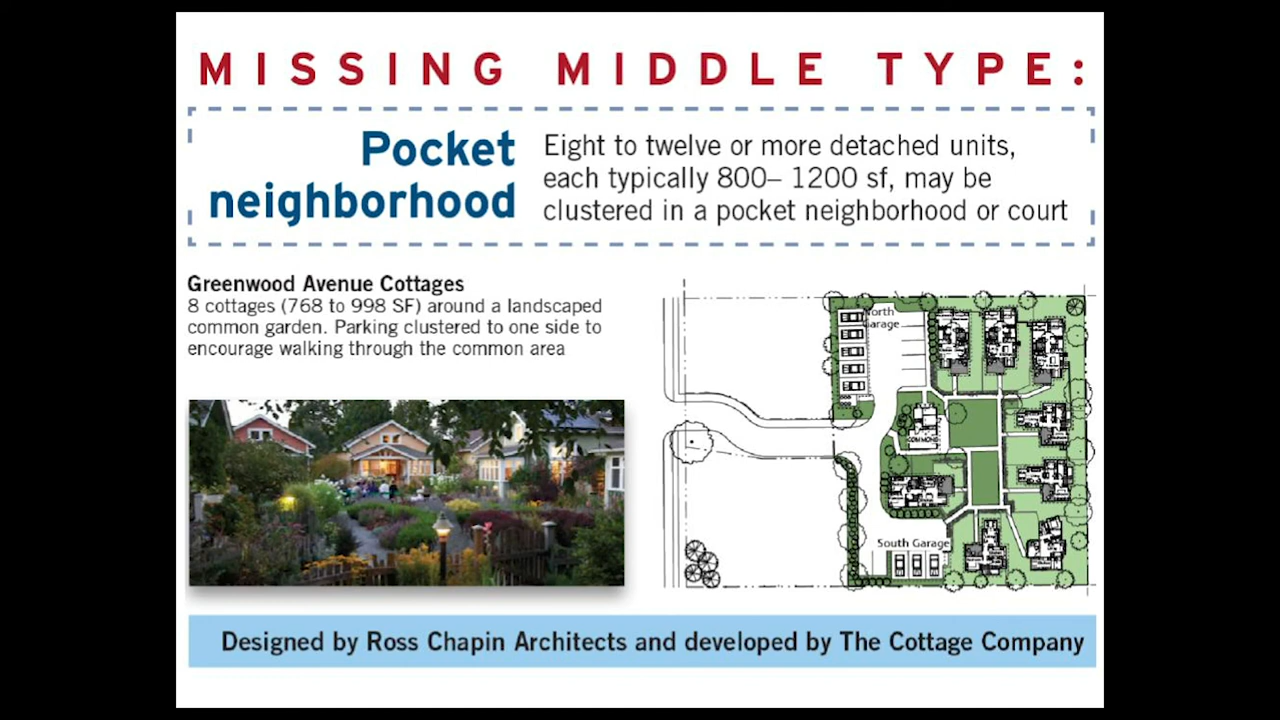 MISSING MIDDLE TYPE:
Pocket
neighborhood
Eight to twelve or more detached units,
each typically 800– 1200 sf, may be
clustered in a pocket neighborhood or court
Greenwood Avenue Cottages
8 cottages (768 to 998 SF) around a landscaped
common garden. Parking clustered to one side to
encourage walking through the common area
North
Garage
COMMONS
South Garage
Designed by Ross Chapin Architects and developed by The Cottage Company